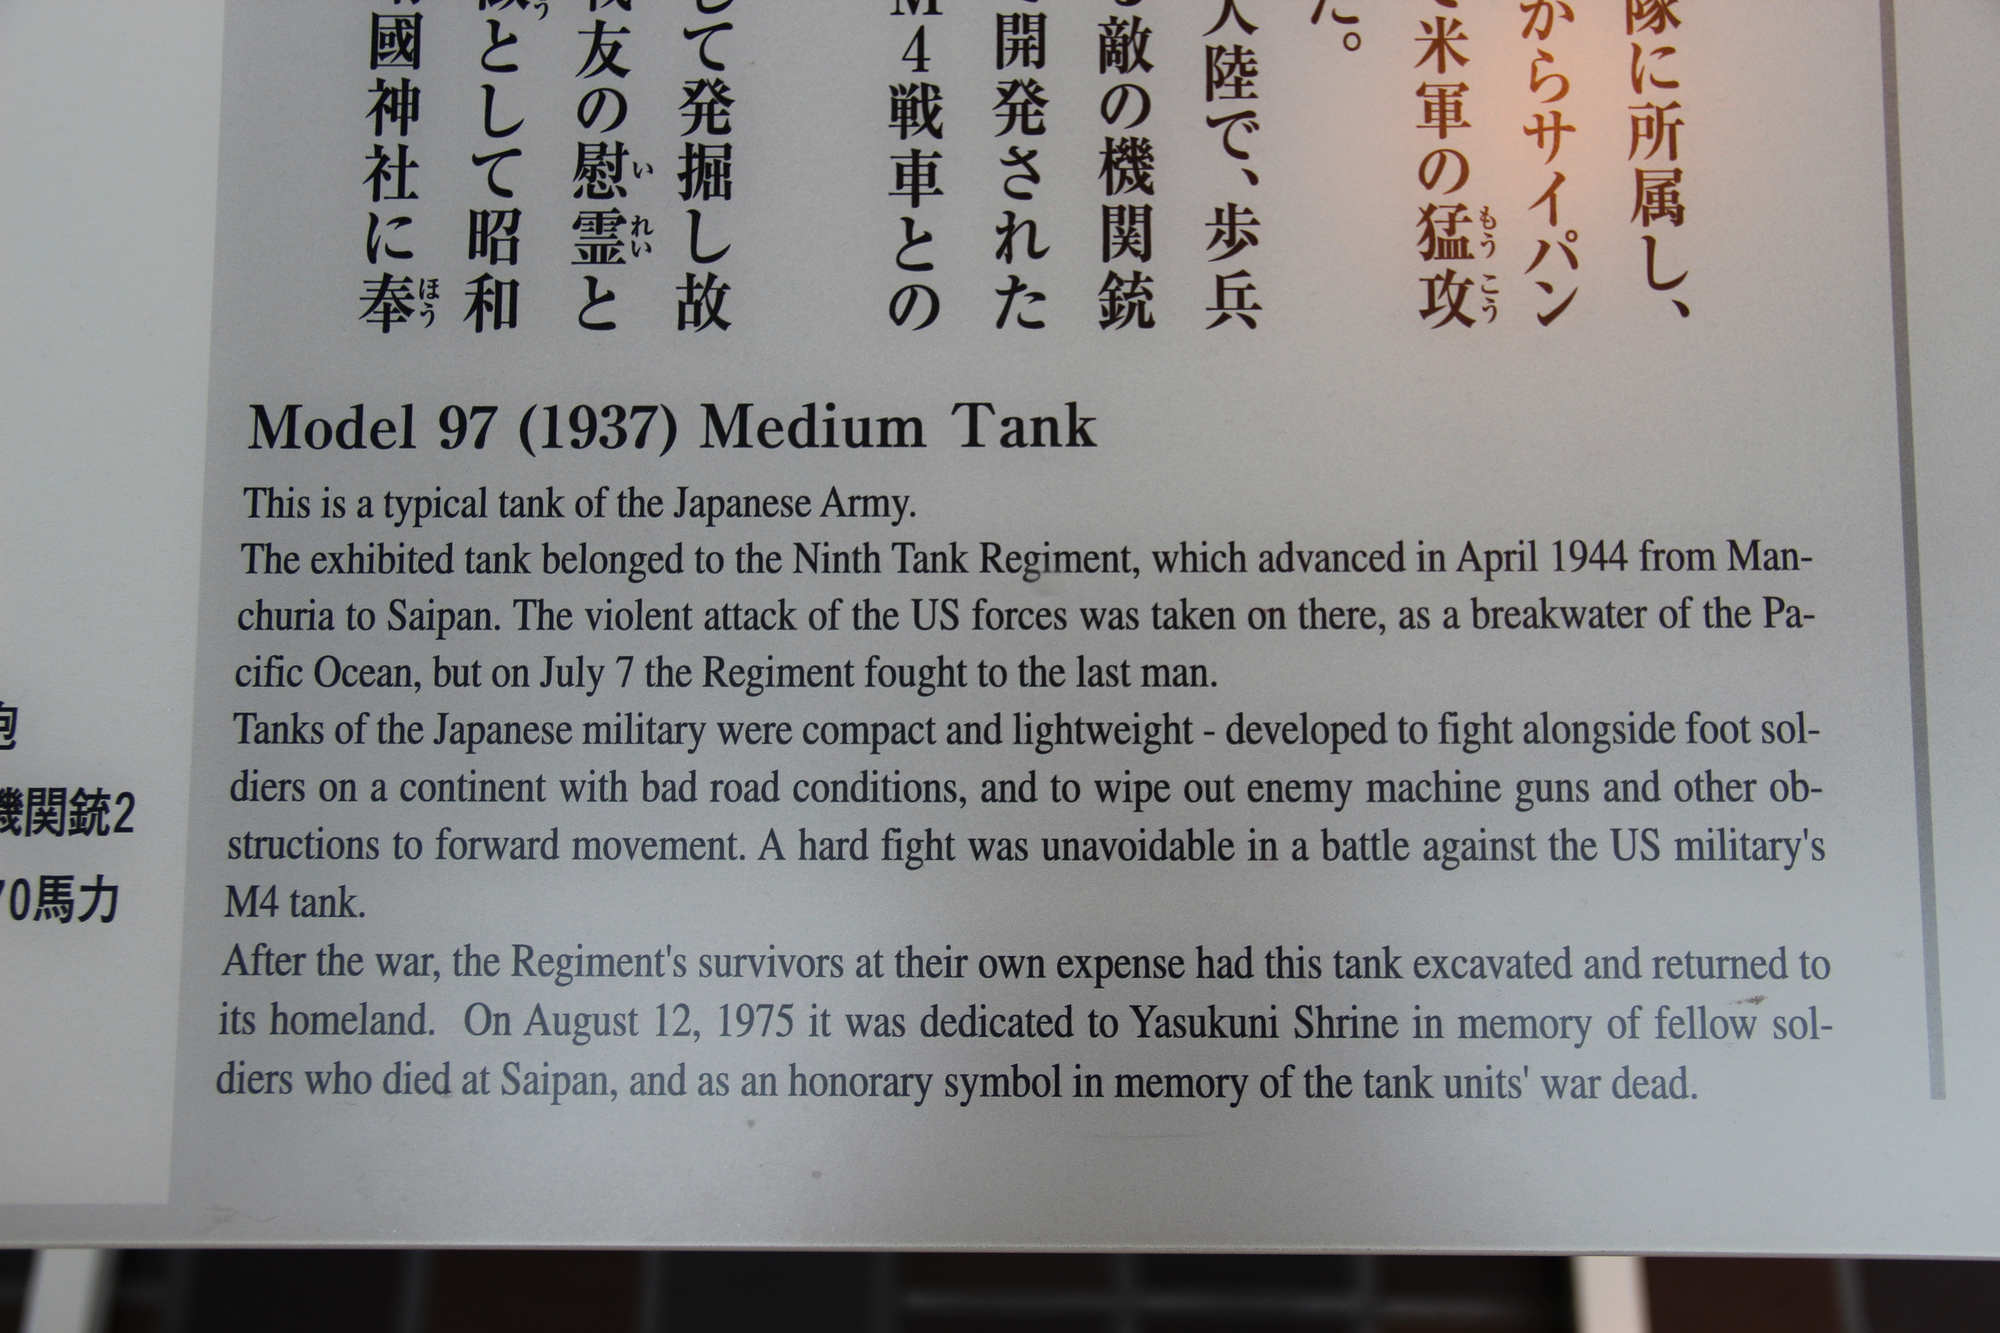 隊に所属し、
からサイパン
米軍の猛攻
もうこう
た。
大陸で、歩兵
敵の機関銃
開発された
M4戦車との
して発掘し故
友の慰霊と
いれい
として昭和
國神社に奉
ほう
Model 97 (1937) Medium Tank
This is a typical tank of the Japanese Army.
The exhibited tank belonged to the Ninth Tank Regiment, which advanced in April 1944 from Man-
churia to Saipan. The violent attack of the US forces was taken on there, as a breakwater of the Pa-
cific Ocean, but on July 7 the Regiment fought to the last man.
Tanks of the Japanese military were compact and lightweight - developed to fight alongside foot sol-
diers on a continent with bad road conditions, and to wipe out enemy machine guns and other ob-
structions to forward movement. A hard fight was unavoidable in a battle against the US military's
M4 tank.
After the war, the Regiment's survivors at their own expense had this tank excavated and returned to
its homeland. On August 12, 1975 it was dedicated to Yasukuni Shrine in memory of fellow sol-
diers who died at Saipan, and as an honorary symbol in memory of the tank units' war dead.
機関銃2
0馬力